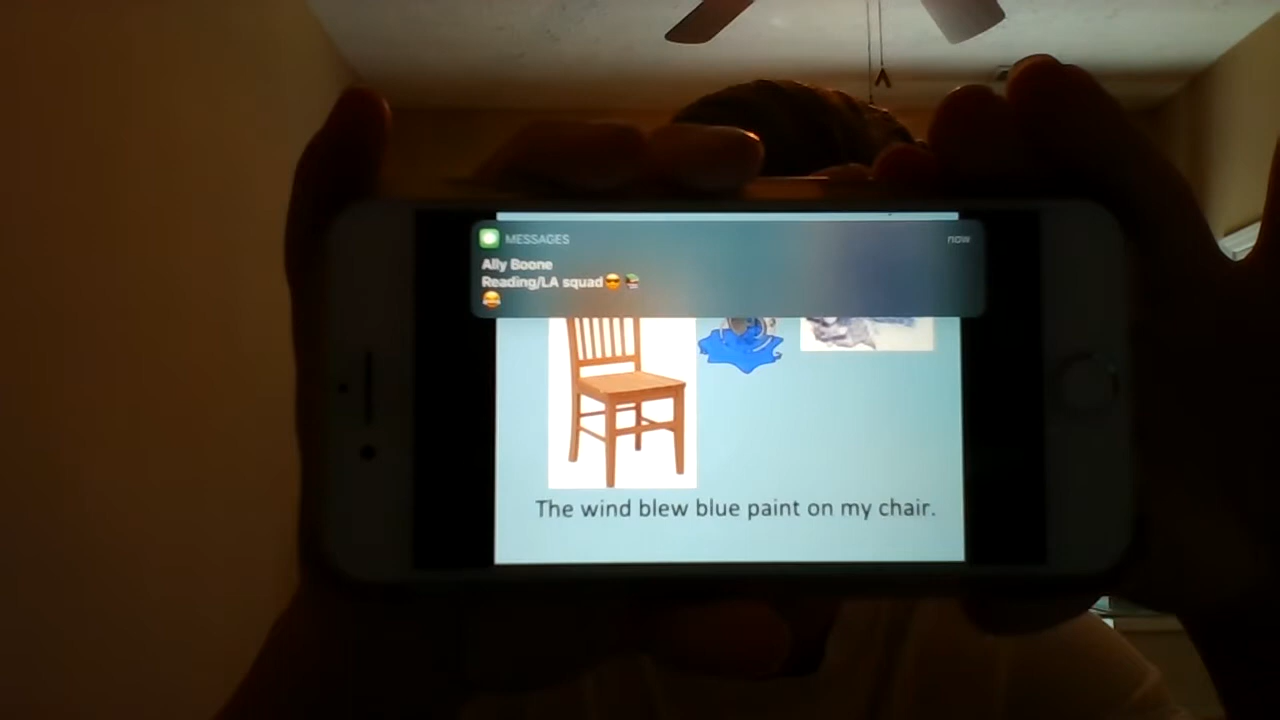 MESSAGES now
Ally Boone
Reading/LA squad😎📚
😂
The wind blew blue paint on my chair.